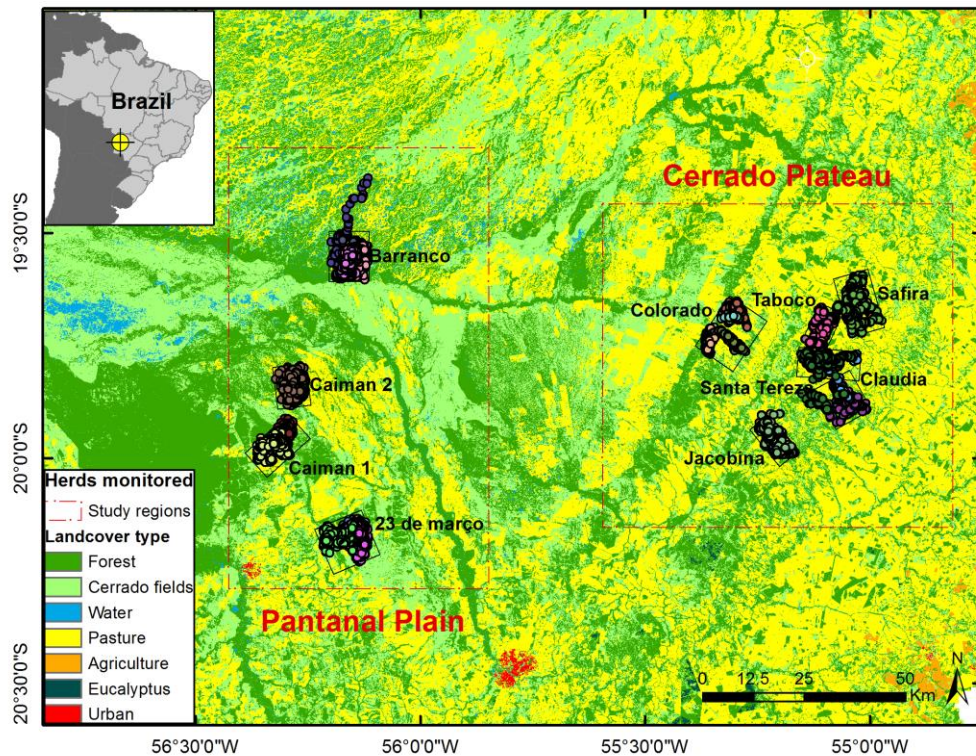 Brazil
Cerrado Plateau
Barranco
Safira
Taboco
Colorado
Santa Tereza
Claudia
Caiman 2
Jacobina
Caiman 1
23 de março
Pantanal Plain
Herds monitored
Study regions
Landcover type
Forest
Cerrado fields
Water
Pasture
Agriculture
Eucalyptus
Urban
N
0 12,5 25 50
Km
19°30'0"S
20°0'0"S
20°30'0"S
56°30'0"W 56°0'0"W 55°30'0"W 55°0'0"W